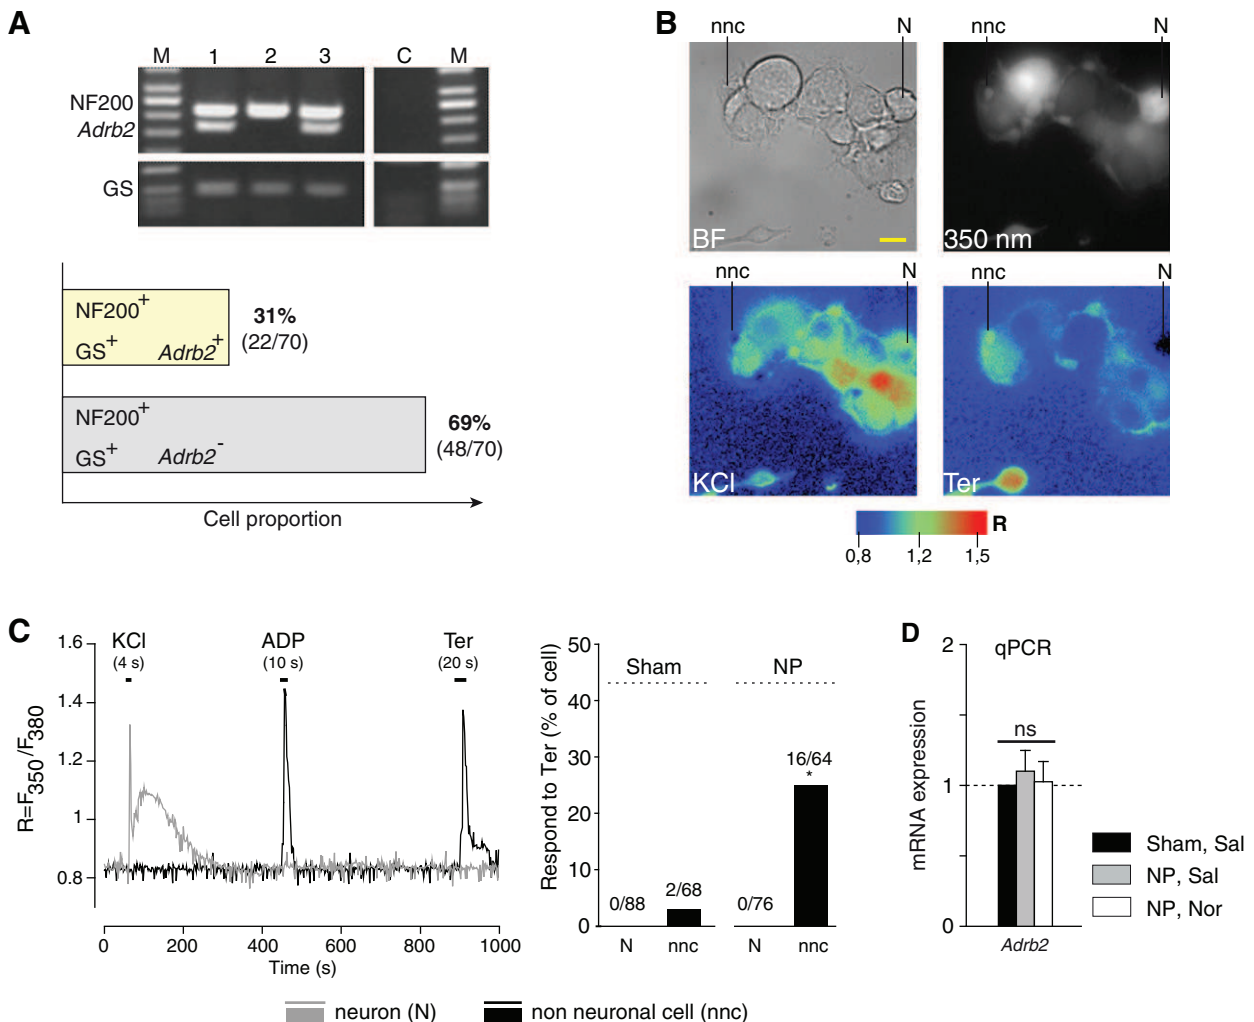 A
M 1 2 3 C M
NF200
Adrb2
GS
NF200+
GS+ Adrb2+
31%
(22/70)
NF200+
GS+ Adrb2-
69%
(48/70)
Cell proportion
B
nnc N nnc N
BF 350 nm
nnc N nnc N
KCl Ter
R
0,8 1,2 1,5
C
KCl ADP Ter
(4 s) (10 s) (20 s)
R=F350/F380
1.6
1.4
1.2
1
0.8
0 200 400 600 800 1000
Time (s)
Respond to Ter (% of cell)
50
40
30
20
10
0
Sham NP
0/88 2/68 0/76 16/64
*
N nnc N nnc
neuron (N) non neuronal cell (nnc)
D
qPCR
mRNA expression
2
1
0
ns
Adrb2
Sham, Sal
NP, Sal
NP, Nor